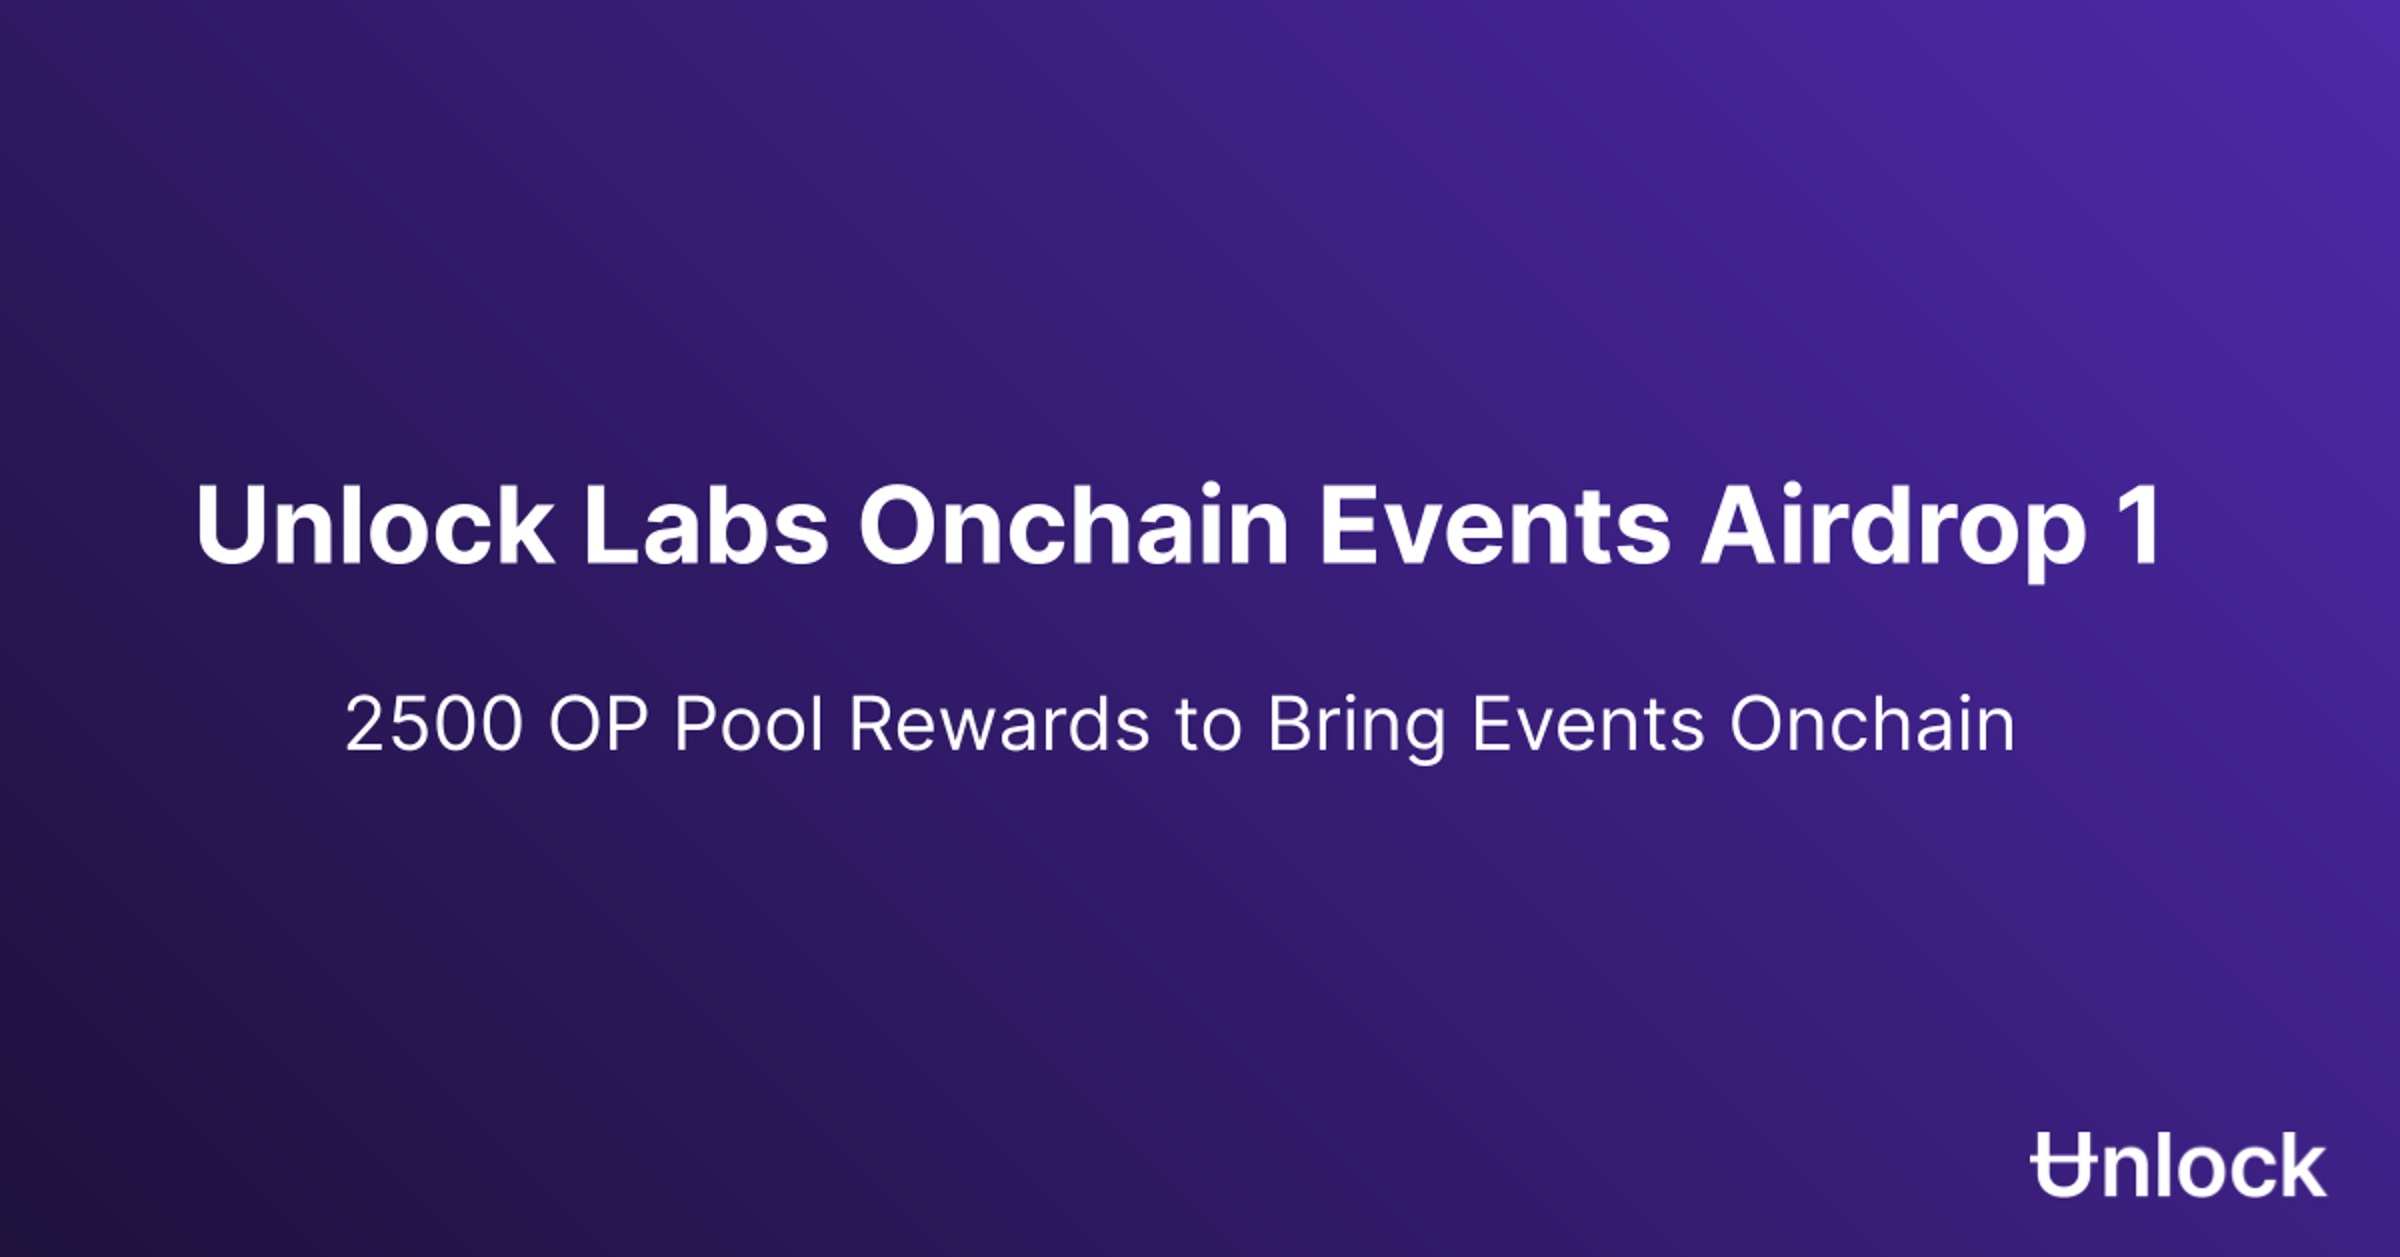 Unlock Labs Onchain Events Airdrop 1
2500 OP Pool Rewards to Bring Events Onchain
Unlock